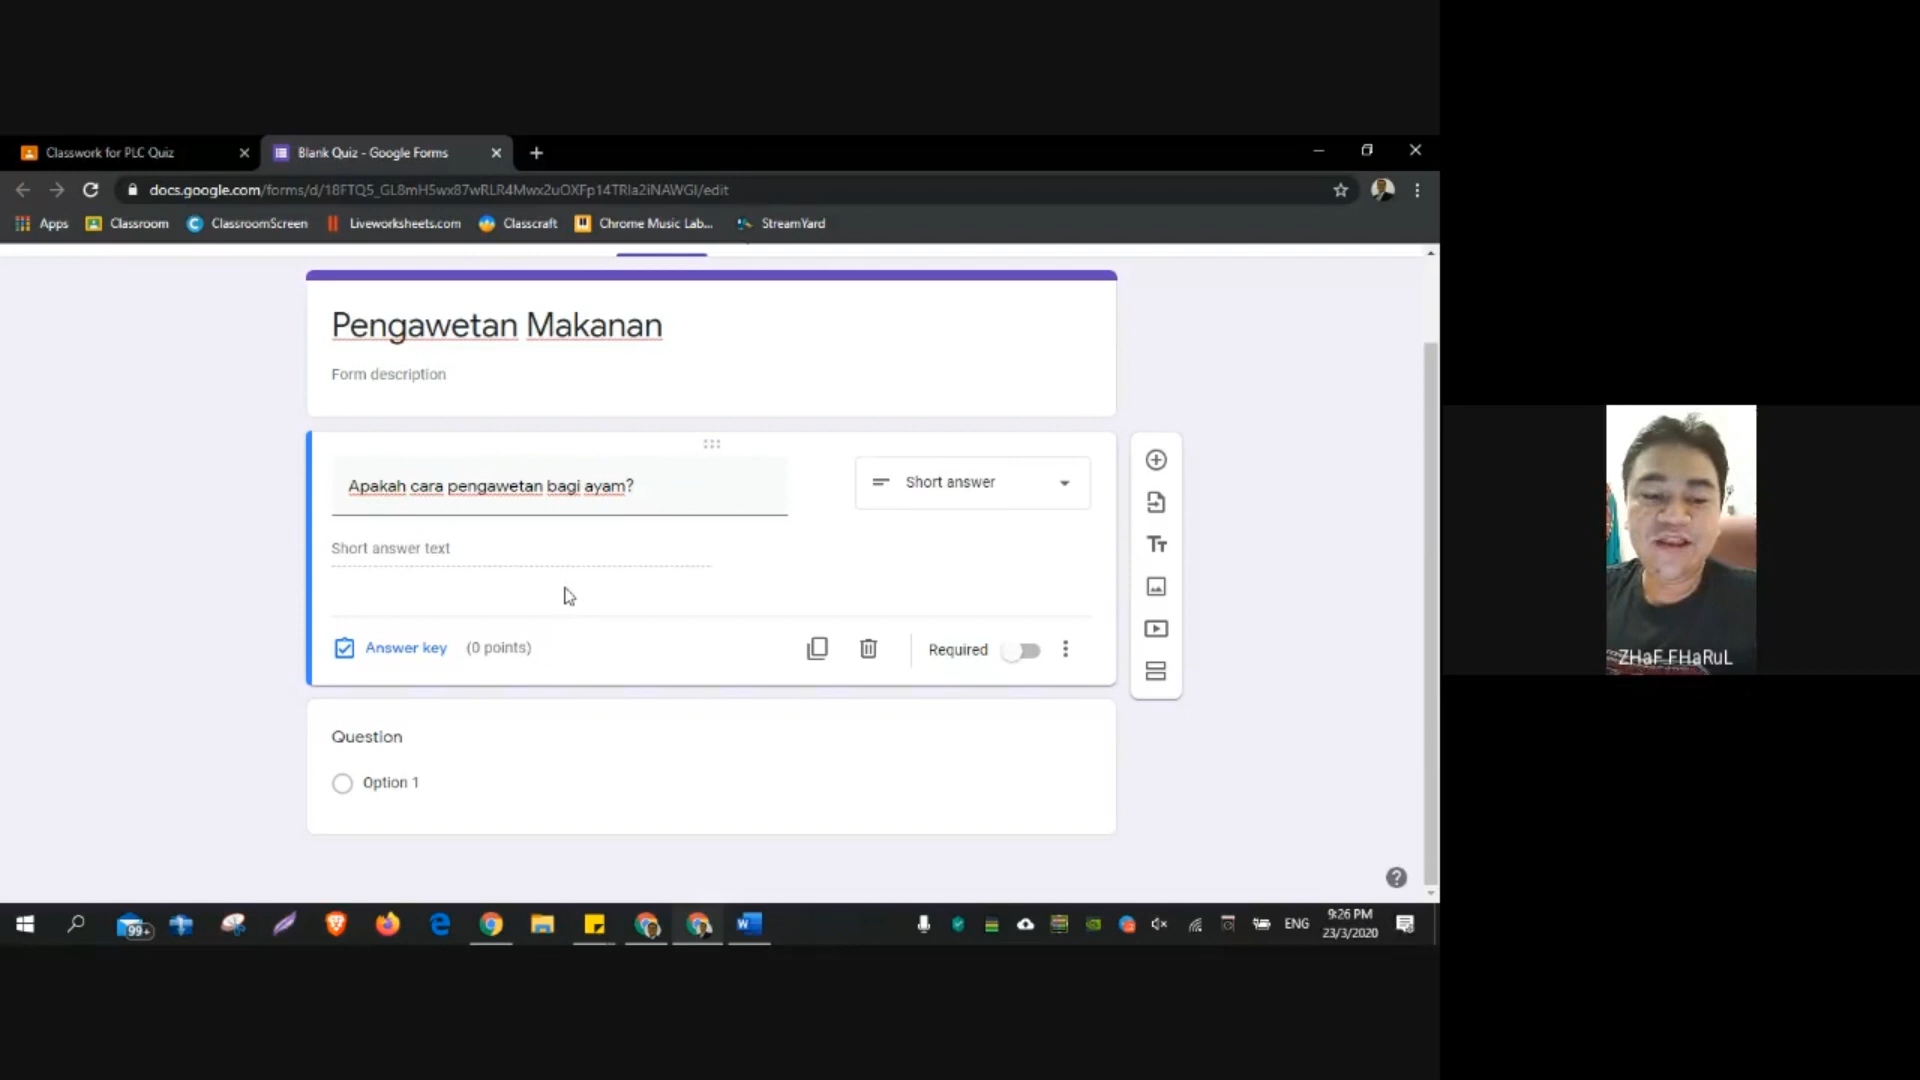 Classwork for PLC Quiz
Blank Quiz - Google Forms
docs.google.com/forms/d/18FTQ5_GL8mH5wx87wRLR4Mwx2uOXFp14TRla2iNAWGI/edit
Apps
Classroom
ClassroomScreen
Liveworksheets.com
Classcraft
Chrome Music Lab...
StreamYard
Pengawetan Makanan
Form description
Apakah cara pengawetan bagi ayam?
Short answer
Short answer text
Answer key
(0 points)
Required
Question
Option 1
ZHaF FHaRuL
99+
ENG
9:26 PM
23/3/2020